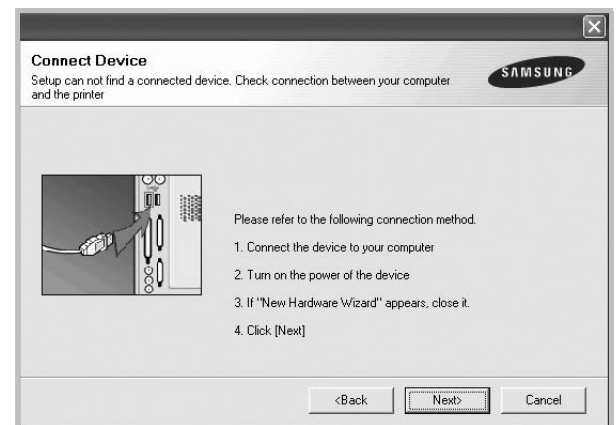 Connect Device
Setup can not find a connected device. Check connection between your computer
and the printer
SAMSUNG
Please refer to the following connection method.
1. Connect the device to your computer
2. Turn on the power of the device
3. If "New Hardware Wizard" appears, close it.
4. Click [Next]
<Back
Next>
Cancel